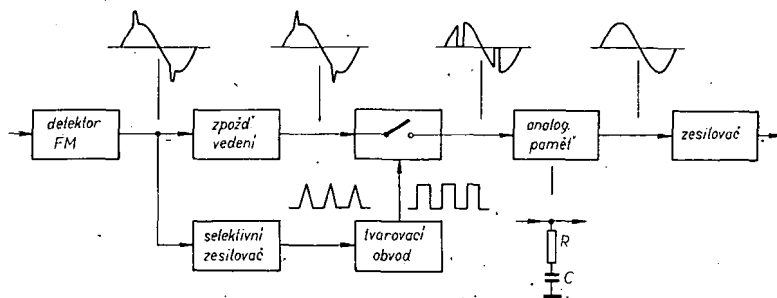 detektor
FM
zpožď
vedení
analog.
paměť
zesilovač
selektivní
zesilovač
tvarovací
obvod
R
C